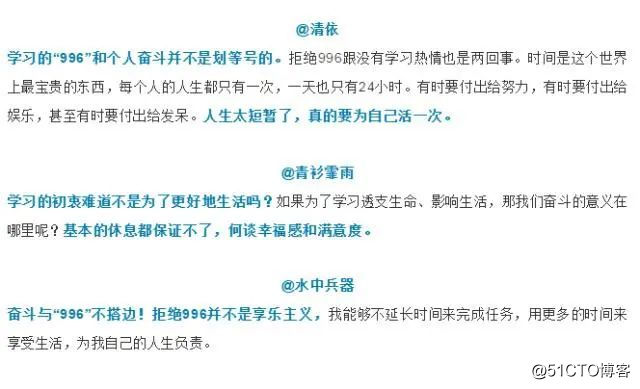 @清依
学习的“996”和个人奋斗并不是划等号的。拒绝996跟没有学习热情也是两回事。时间是这个世界
上最宝贵的东西，每个人的人生都只有一次，一天也只有24小时。有时要付出给努力，有时要付出给
娱乐，甚至有时要付出给发呆。人生太短暂了，真的要为自己活一次。
@青衫霏雨
学习的初衷难道不是为了更好地生活吗？如果为了学习透支生命、影响生活，那我们奋斗的意义在
哪里呢？基本的休息都保证不了，何谈幸福感和满意度。
@水中兵器
奋斗与“996”不搭边！拒绝996并不是享乐主义，我能够不延长时间来完成任务，用更多的时间来
享受生活，为我自己的人生负责。
@51CTO博客